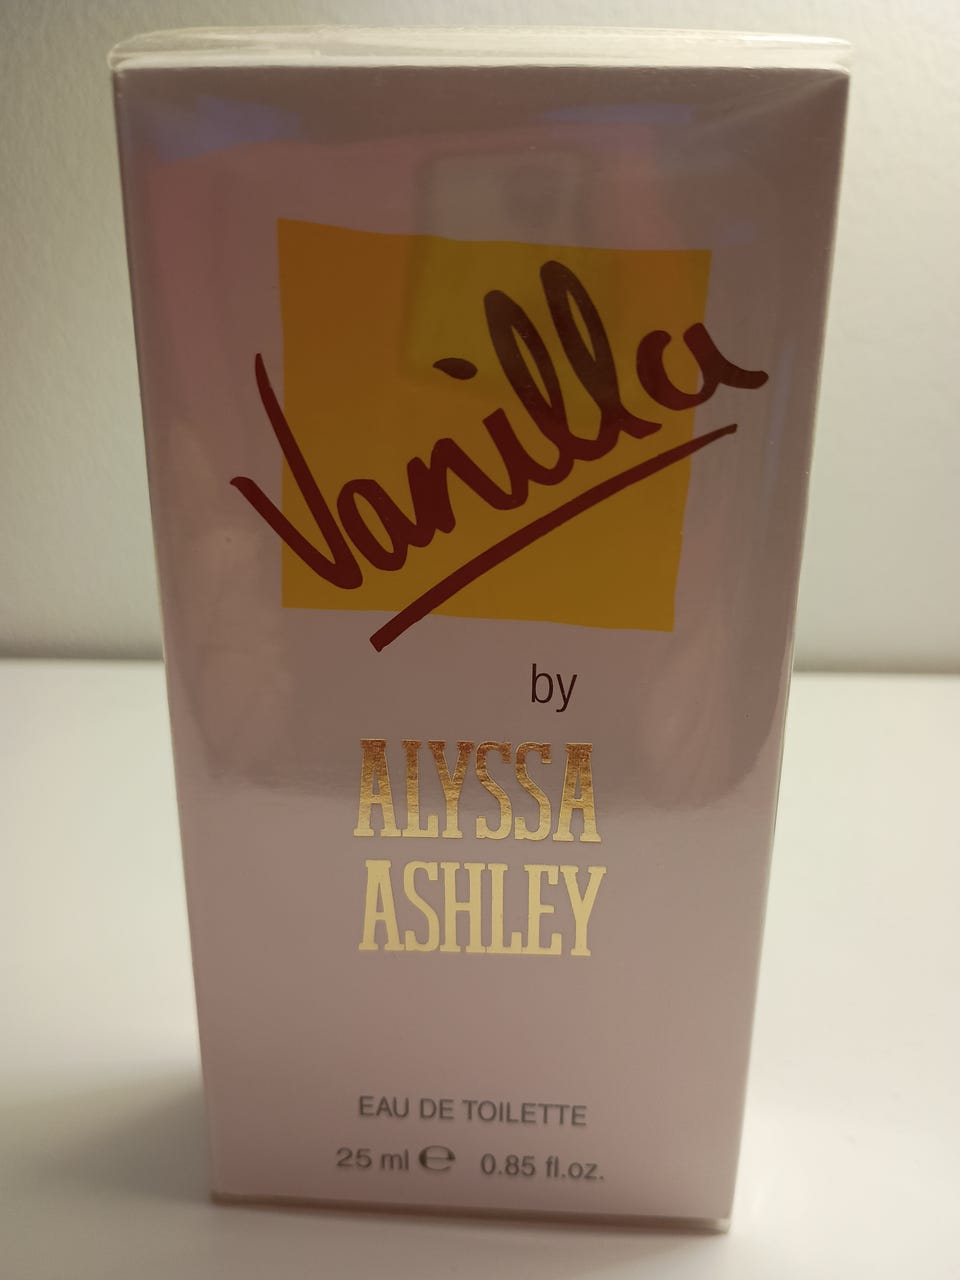 Vanilla
by
ALYSSA
ASHLEY
EAU DE TOILETTE
25 ml ℮ 0.85 fl.oz.